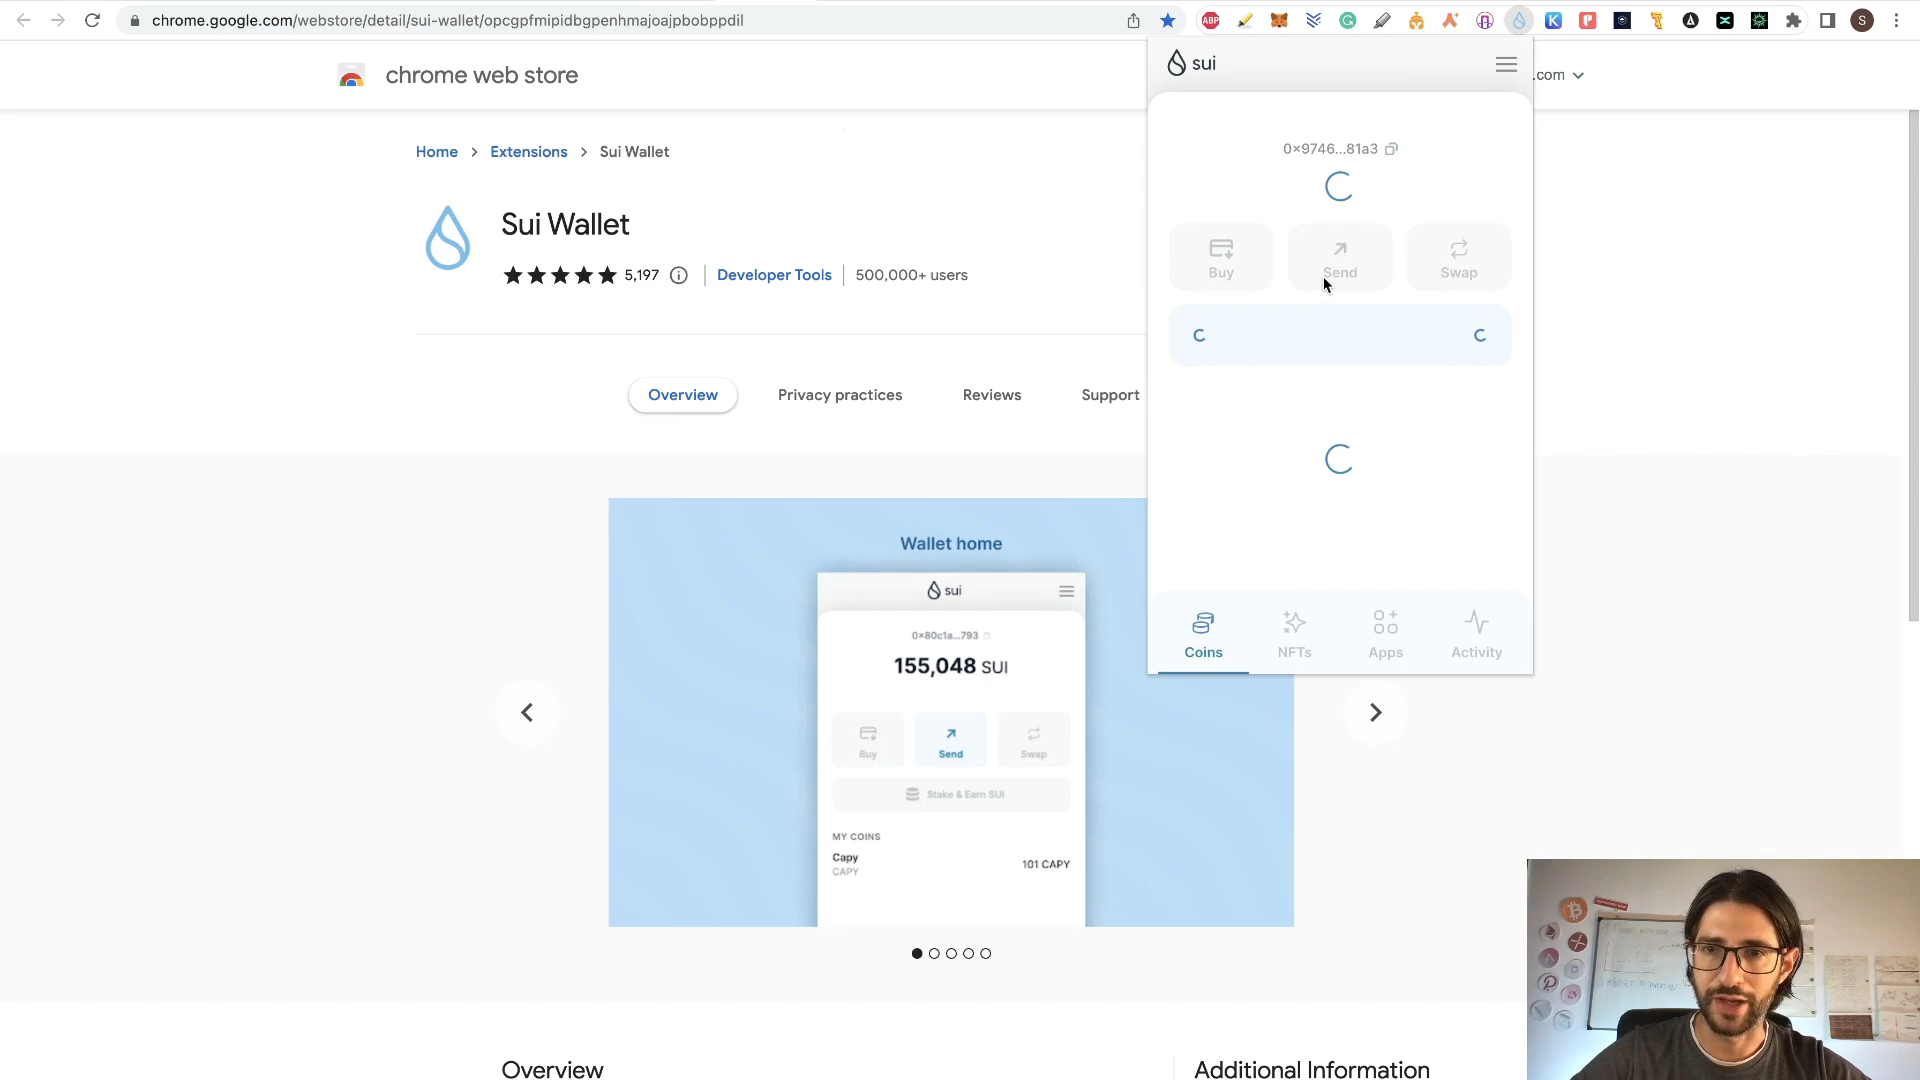 chrome.google.com/webstore/detail/sui-wallet/opcgpfmipidbgpenhmajoajpbobppdil
ABP
S
chrome web store
.com
sui
0x9746...81a3
Buy
Send
Swap
Coins
NFTs
Apps
Activity
Home > Extensions > Sui Wallet
Sui Wallet
5,197
Developer Tools
500,000+ users
Overview
Privacy practices
Reviews
Support
Wallet home
sui
0x80c1a...793
155,048 SUI
Buy
Send
Swap
Stake & Earn SUI
MY COINS
Capy
CAPY
101 CAPY
Overview
Additional Information